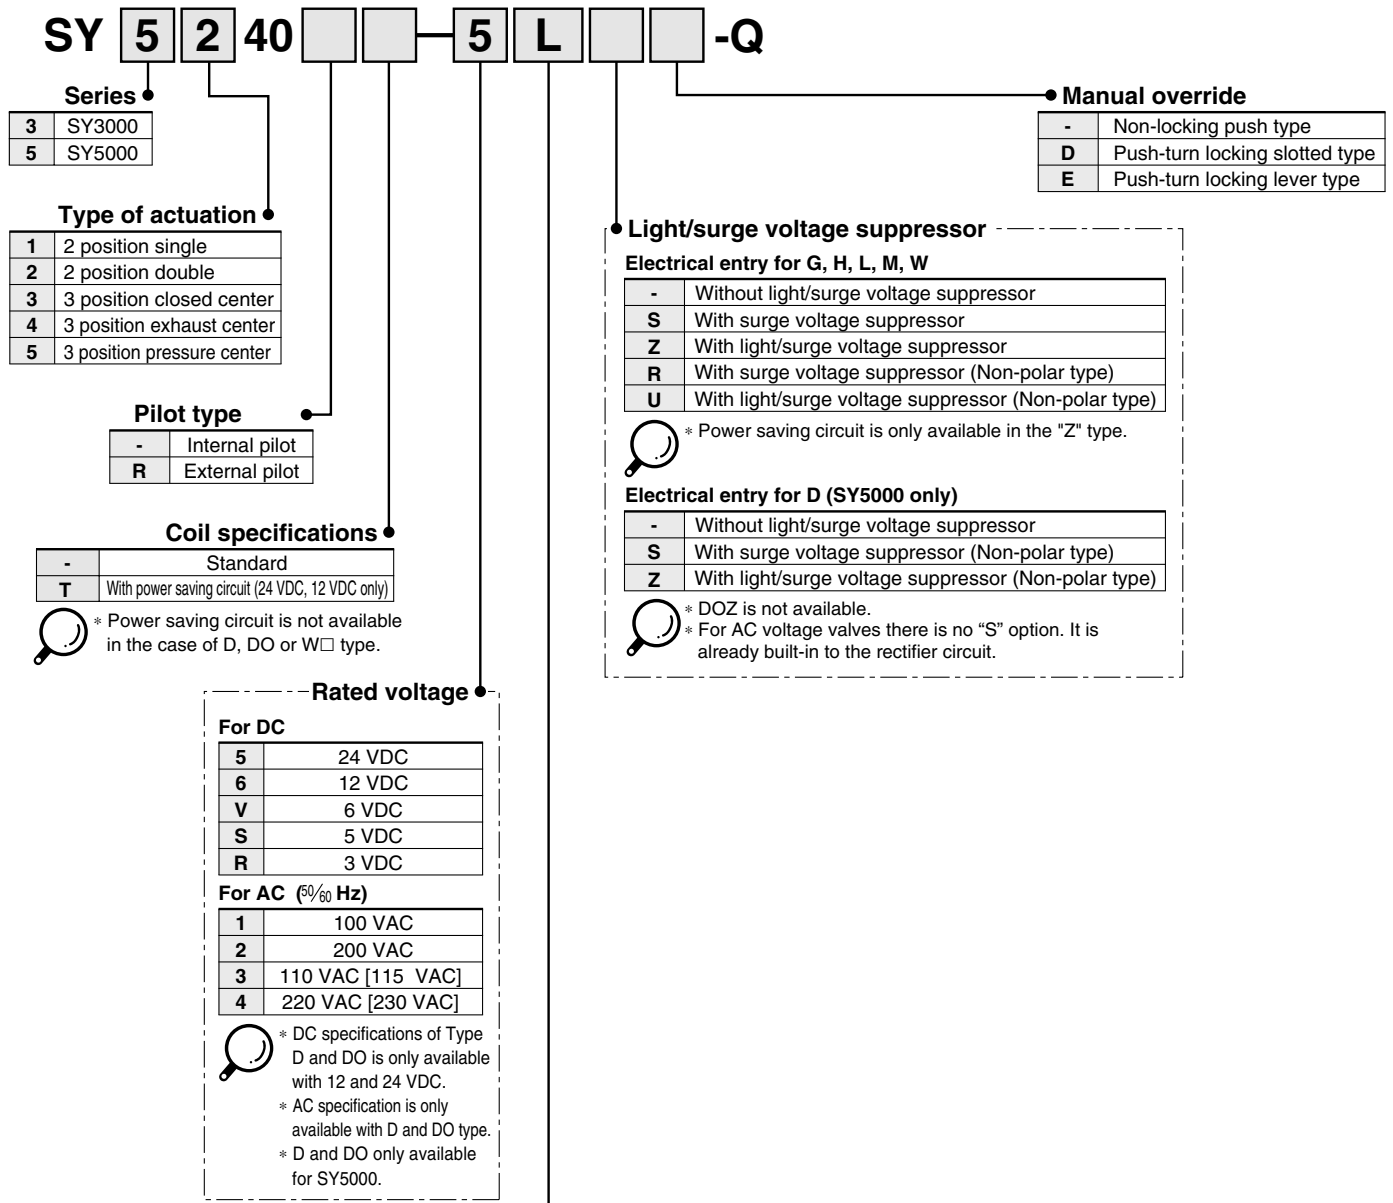 SY 5 2 40 – 5 L -Q
Series
3 SY3000
5 SY5000
Type of actuation
1 2 position single
2 2 position double
3 3 position closed center
4 3 position exhaust center
5 3 position pressure center
Pilot type
- Internal pilot
R External pilot
Coil specifications
- Standard
T With power saving circuit (24 VDC, 12 VDC only)
* Power saving circuit is not available
in the case of D, DO or W□ type.
Rated voltage
For DC
5 24 VDC
6 12 VDC
V 6 VDC
S 5 VDC
R 3 VDC
For AC (50/60 Hz)
1 100 VAC
2 200 VAC
3 110 VAC [115 VAC]
4 220 VAC [230 VAC]
* DC specifications of Type
D and DO is only available
with 12 and 24 VDC.
* AC specification is only
available with D and DO type.
* D and DO only available
for SY5000.
Manual override
- Non-locking push type
D Push-turn locking slotted type
E Push-turn locking lever type
Light/surge voltage suppressor
Electrical entry for G, H, L, M, W
- Without light/surge voltage suppressor
S With surge voltage suppressor
Z With light/surge voltage suppressor
R With surge voltage suppressor (Non-polar type)
U With light/surge voltage suppressor (Non-polar type)
* Power saving circuit is only available in the "Z" type.
Electrical entry for D (SY5000 only)
- Without light/surge voltage suppressor
S With surge voltage suppressor (Non-polar type)
Z With light/surge voltage suppressor (Non-polar type)
* DOZ is not available.
* For AC voltage valves there is no “S” option. It is
already built-in to the rectifier circuit.